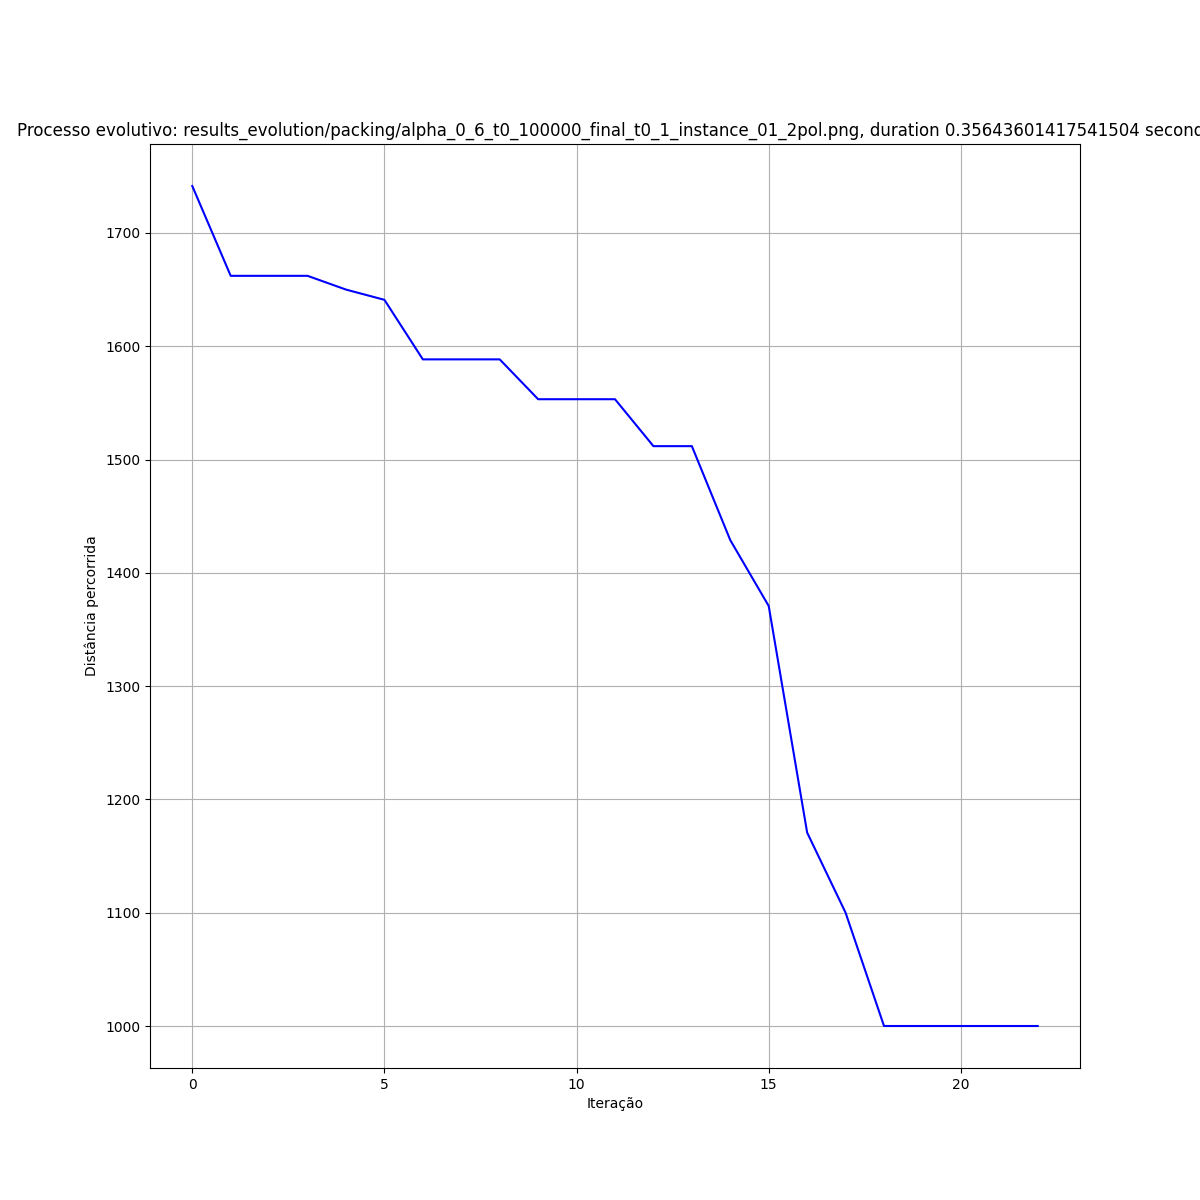 Processo evolutivo: results_evolution/packing/alpha_0_6_t0_100000_final_t0_1_instance_01_2pol.png, duration 0.35643601417541504 second
Distância percorrida
1700
1600
1500
1400
1300
1200
1100
1000
0 5 10 15 20
Iteração